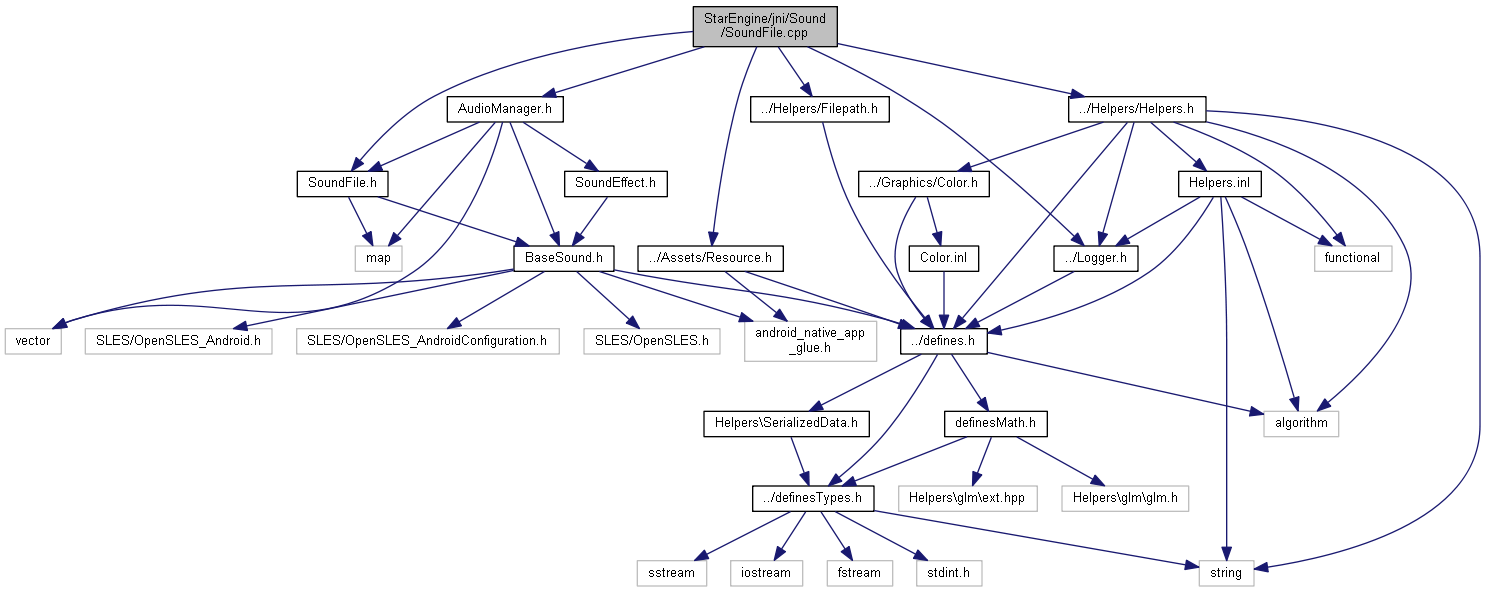 StarEngine/jni/Sound
/SoundFile.cpp
AudioManager.h
../Helpers/Filepath.h
../Helpers/Helpers.h
SoundFile.h
SoundEffect.h
../Graphics/Color.h
Helpers.inl
map
BaseSound.h
../Assets/Resource.h
Color.inl
../Logger.h
functional
vector
SLES/OpenSLES_Android.h
SLES/OpenSLES_AndroidConfiguration.h
SLES/OpenSLES.h
android_native_app
_glue.h
../defines.h
Helpers\SerializedData.h
definesMath.h
algorithm
../definesTypes.h
Helpers\glm\ext.hpp
Helpers\glm\glm.h
sstream
iostream
fstream
stdint.h
string